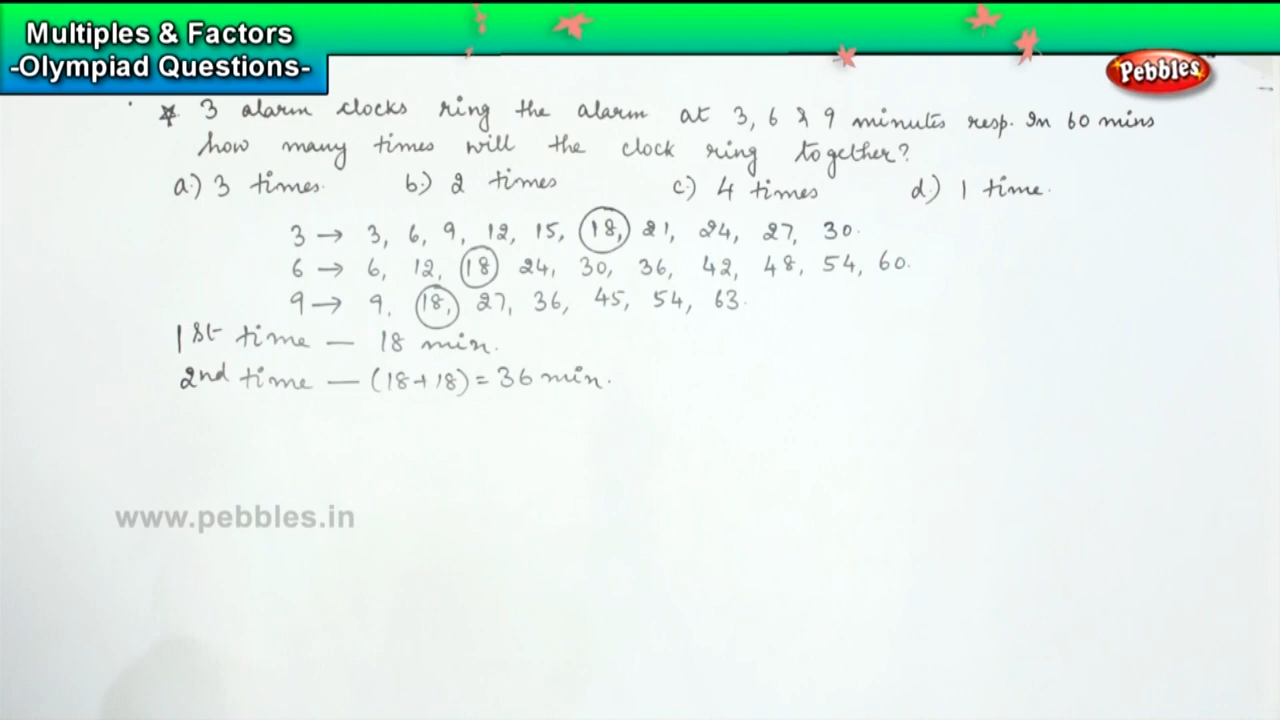 Multiples & Factors
-Olympiad Questions-
Pebbles
☆ 3 alarm clocks ring the alarm at 3, 6 & 9 minutes resp. In 60 mins
how many times will the clock ring together?
a.) 3 times. b.) 2 times c.) 4 times d.) 1 time.
3 → 3, 6, 9, 12, 15, 18, 21, 24, 27, 30.
6 → 6, 12, 18 24, 30, 36, 42, 48, 54, 60.
9 → 9, 18, 27, 36, 45, 54, 63.
1st time — 18 min.
2nd time — (18+18) = 36 min.
www.pebbles.in